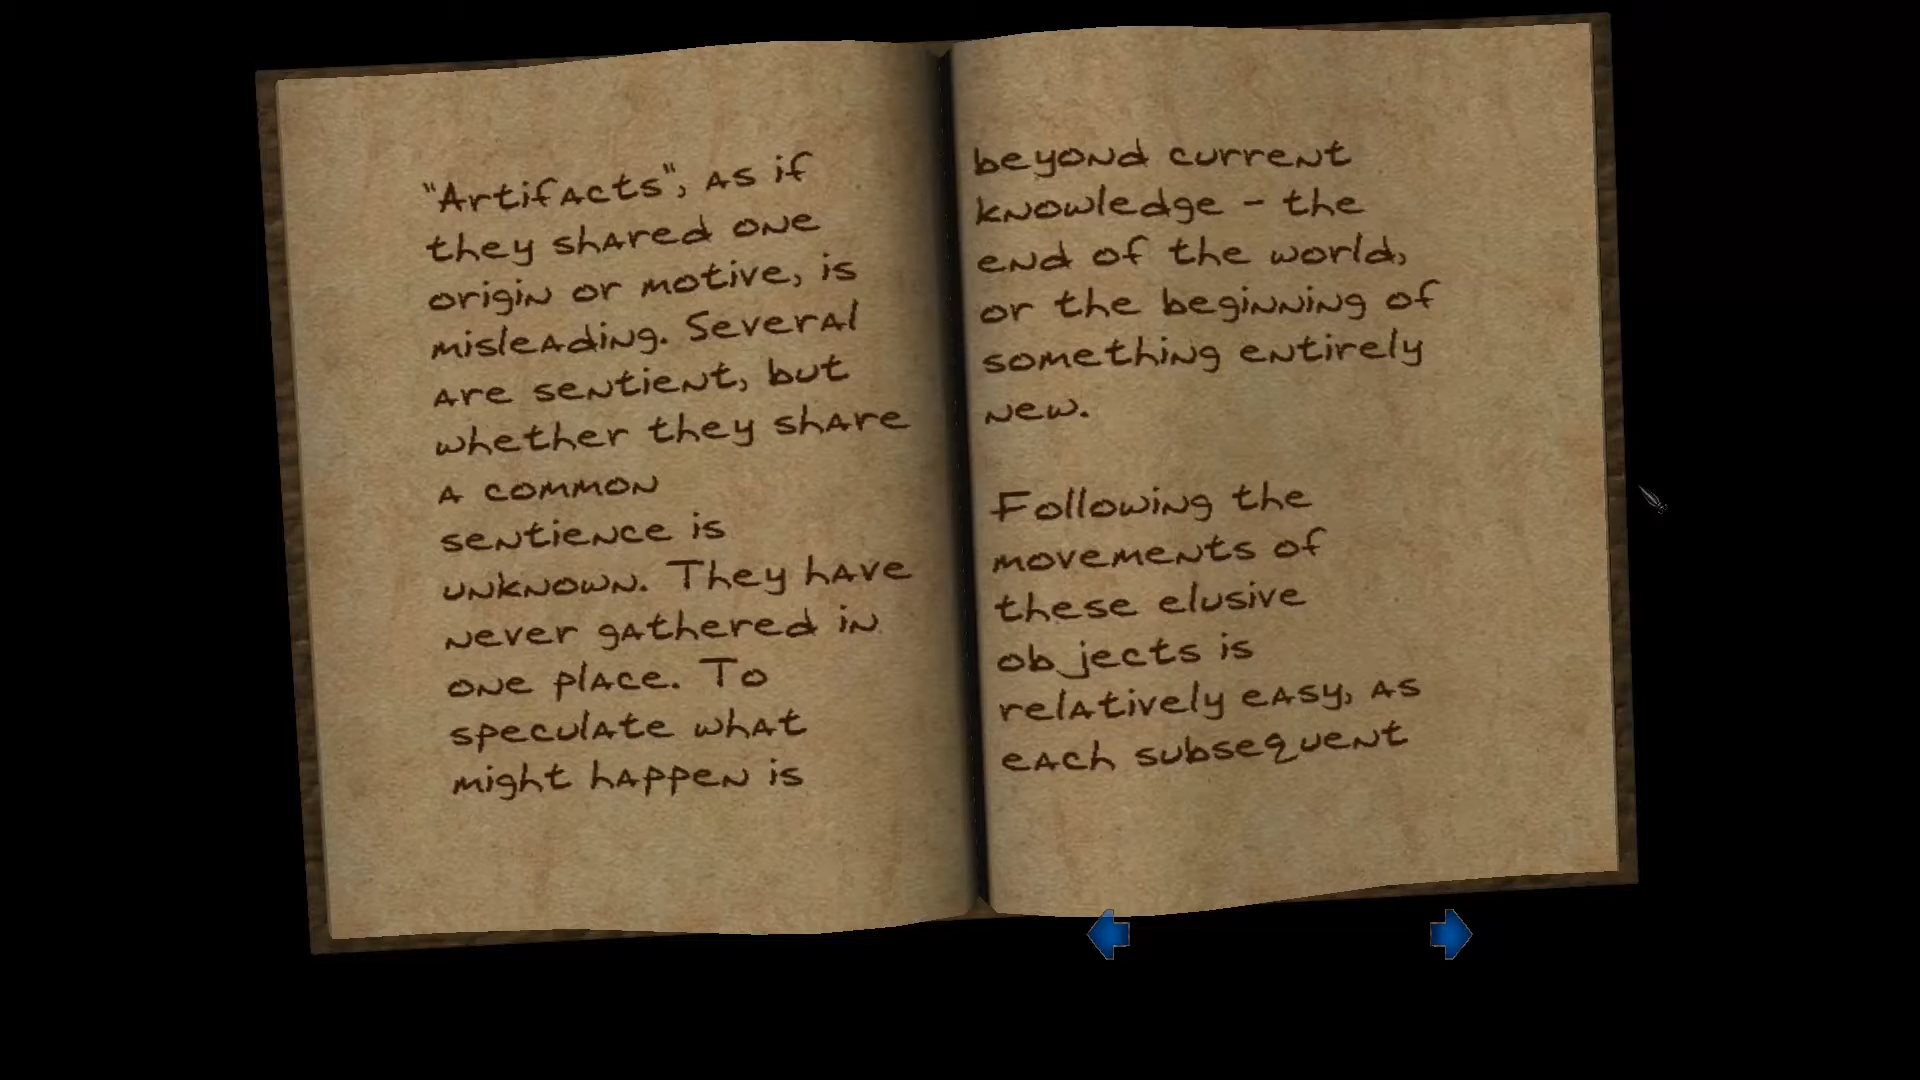 "Artifacts", as if
they shared one
origin or motive, is
misleading. Several
are sentient, but
whether they share
a common
sentience is
unknown. They have
never gathered in
one place. To
speculate what
might happen is
beyond current
knowledge - the
end of the world,
or the beginning of
something entirely
new.
Following the
movements of
these elusive
objects is
relatively easy, as
each subsequent